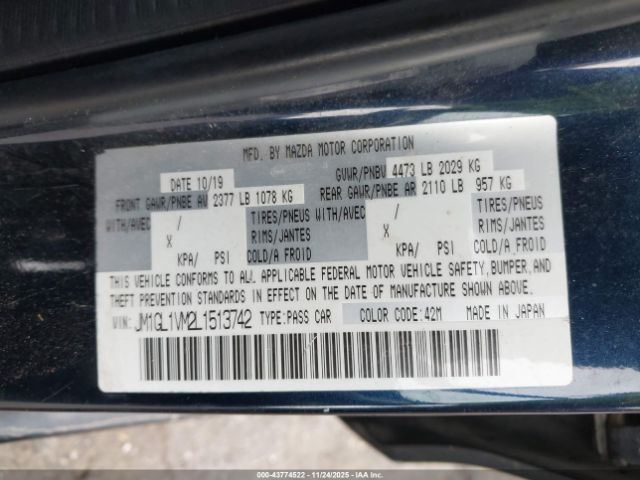 MFD. BY MAZDA MOTOR CORPORATION
DATE 10/19 GVWR/PNBV 4473 LB 2029 KG
FRONT GAWR/PNBE AV 2377 LB 1078 KG REAR GAWR/PNBE AR 2110 LB 957 KG
WITH/AVEC / TIRES/PNEUS WITH/AVEC / TIRES/PNEUS
X RIMS/JANTES X RIMS/JANTES
KPA/ PSI COLD/A FROID KPA/ PSI COLD/A FROID
THIS VEHICLE CONFORMS TO ALL APPLICABLE FEDERAL MOTOR VEHICLE SAFETY, BUMPER, AND
THEFT PREVENTION STANDARDS IN EFFECT ON THE DATE OF MANUFACTURE SHOWN ABOVE.
VIN: JM1GL1VM2L1513742 TYPE:PASS CAR COLOR CODE:42M MADE IN JAPAN
00-43774522 - 11/24/2025 - © IAA Holdings, LLC